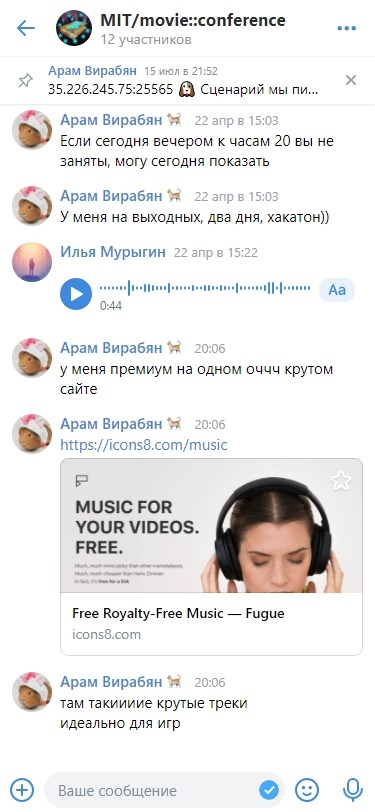 MIT/movie::conference
12 участников
Арам Вирабян 15 июл в 21:52
35.226.245.75:25565 Сценарий мы пи...
Арам Вирабян 22 апр в 15:03
Если сегодня вечером к часам 20 вы не
заняты, могу сегодня показать
Арам Вирабян 22 апр в 15:03
У меня на выходных, два дня, хакатон))
Илья Мурыгин 22 апр в 15:22
0:44
Aa
Арам Вирабян 20:06
у меня премиум на одном оччч крутом
сайте
Арам Вирабян 20:06
https://icons8.com/music
MUSIC FOR
YOUR VIDEOS.
FREE.
Much, much more picky than other marketplaces.
Much, much cheaper than Hans Zimmer.
In fact, it's free for a link
Free Royalty-Free Music — Fugue
icons8.com
Арам Вирабян 20:06
там такиииие крутые треки
идеально для игр
Ваше сообщение